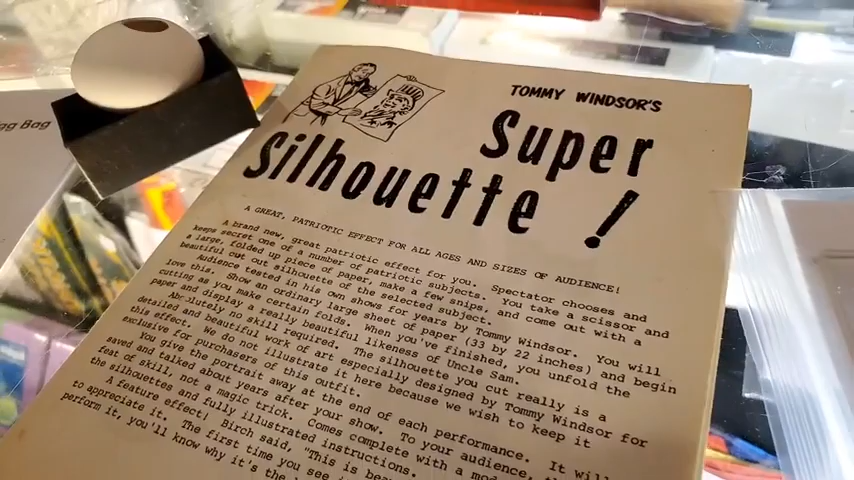 gg Bag
TOMMY WINDSOR'S
Super
Silhouette !
A GREAT, PATRIOTIC EFFECT FOR ALL AGES AND SIZES OF AUDIENCE!
A brand new, great patriotic effect for you. Spectator chooses and
keeps secret one of a number of patriotic subjects. You take a scissor and
a large, folded up piece of paper, make a few snips, and come out with a
beautiful cut out silhouette of the selected subject.
Audience tested in his own shows for years by Tommy Windsor. You will
love this. Show an ordinary large sheet of paper (33 by 22 inches) and begin
cutting as you make certain folds. When you've finished, you unfold the
paper and display a really beautiful likeness of Uncle Sam.
Absolutely no skill required. The silhouette you cut really is a
detailed and beautiful work of art especially designed by Tommy Windsor for
this effect. We do not illustrate it here because we wish to keep it
exclusive for purchasers of this outfit.
You give the portrait away at the end of each performance. It will
saved and talked about years after your show. To your audience,
feat of skill, not a magic trick. Comes complete with a
the silhouettes and fully illustrated instructions.
A feature effect! Birch said, "This is
to appreciate it. The first time you see
perform it, you'll know why it's the